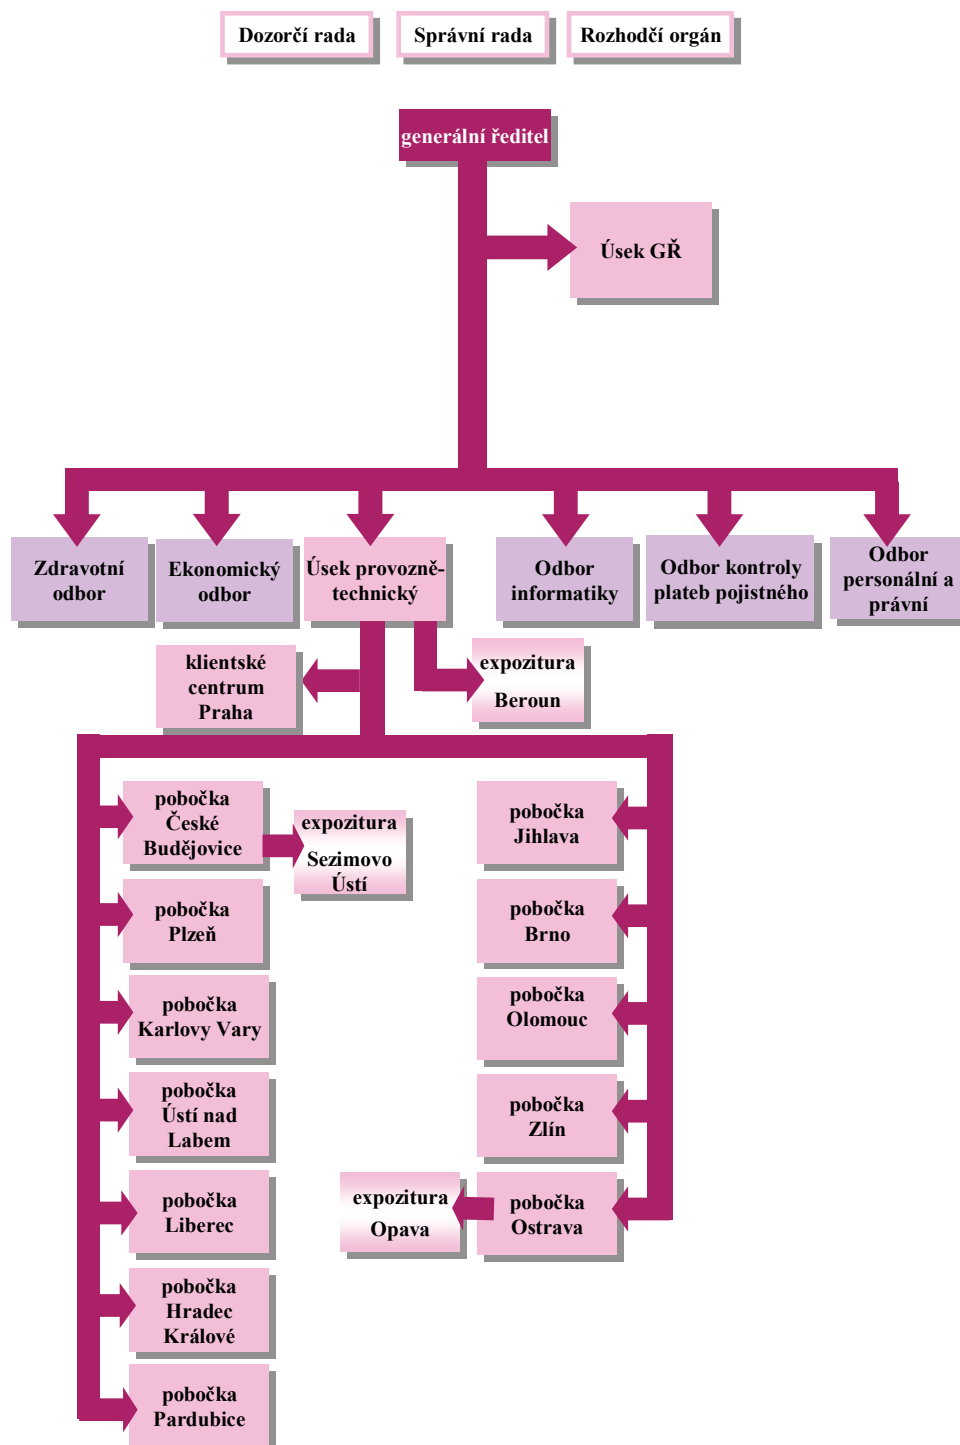 Dozorčí rada
Správní rada
Rozhodčí orgán
generální ředitel
Úsek GŘ
Zdravotní
odbor
Ekonomický
odbor
Úsek provozně-
technický
Odbor
informatiky
Odbor kontroly
plateb pojistného
Odbor
personální a
právní
klientské
centrum
Praha
expozitura
Beroun
pobočka
České
Budějovice
expozitura
Sezimovo
Ústí
pobočka
Jihlava
pobočka
Plzeň
pobočka
Brno
pobočka
Karlovy Vary
pobočka
Olomouc
pobočka
Ústí nad
Labem
pobočka
Zlín
pobočka
Liberec
expozitura
Opava
pobočka
Ostrava
pobočka
Hradec
Králové
pobočka
Pardubice